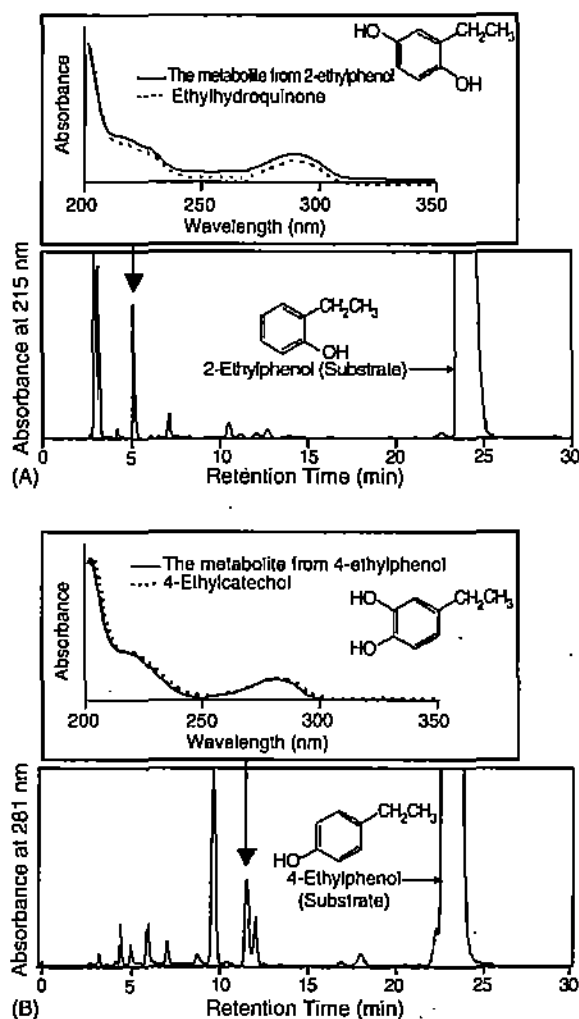 HO
CH₂CH₃
OH
The metabolite from 2-ethylphenol
Ethylhydroquinone
Absorbance
200 250 300 350
Wavelength (nm)
Absorbance at 215 nm
CH₂CH₃
OH
2-Ethylphenol (Substrate)
5 10 15 20 25 30
(A) Retention Time (min)
The metabolite from 4-ethylphenol
4-Ethylcatechol
Absorbance
HO
HO
CH₂CH₃
200 250 300 350
Wavelength (nm)
Absorbance at 281 nm
CH₂CH₃
HO
4-Ethylphenol
(Substrate)
0 5 10 15 20 25 30
(B) Retention Time (min)